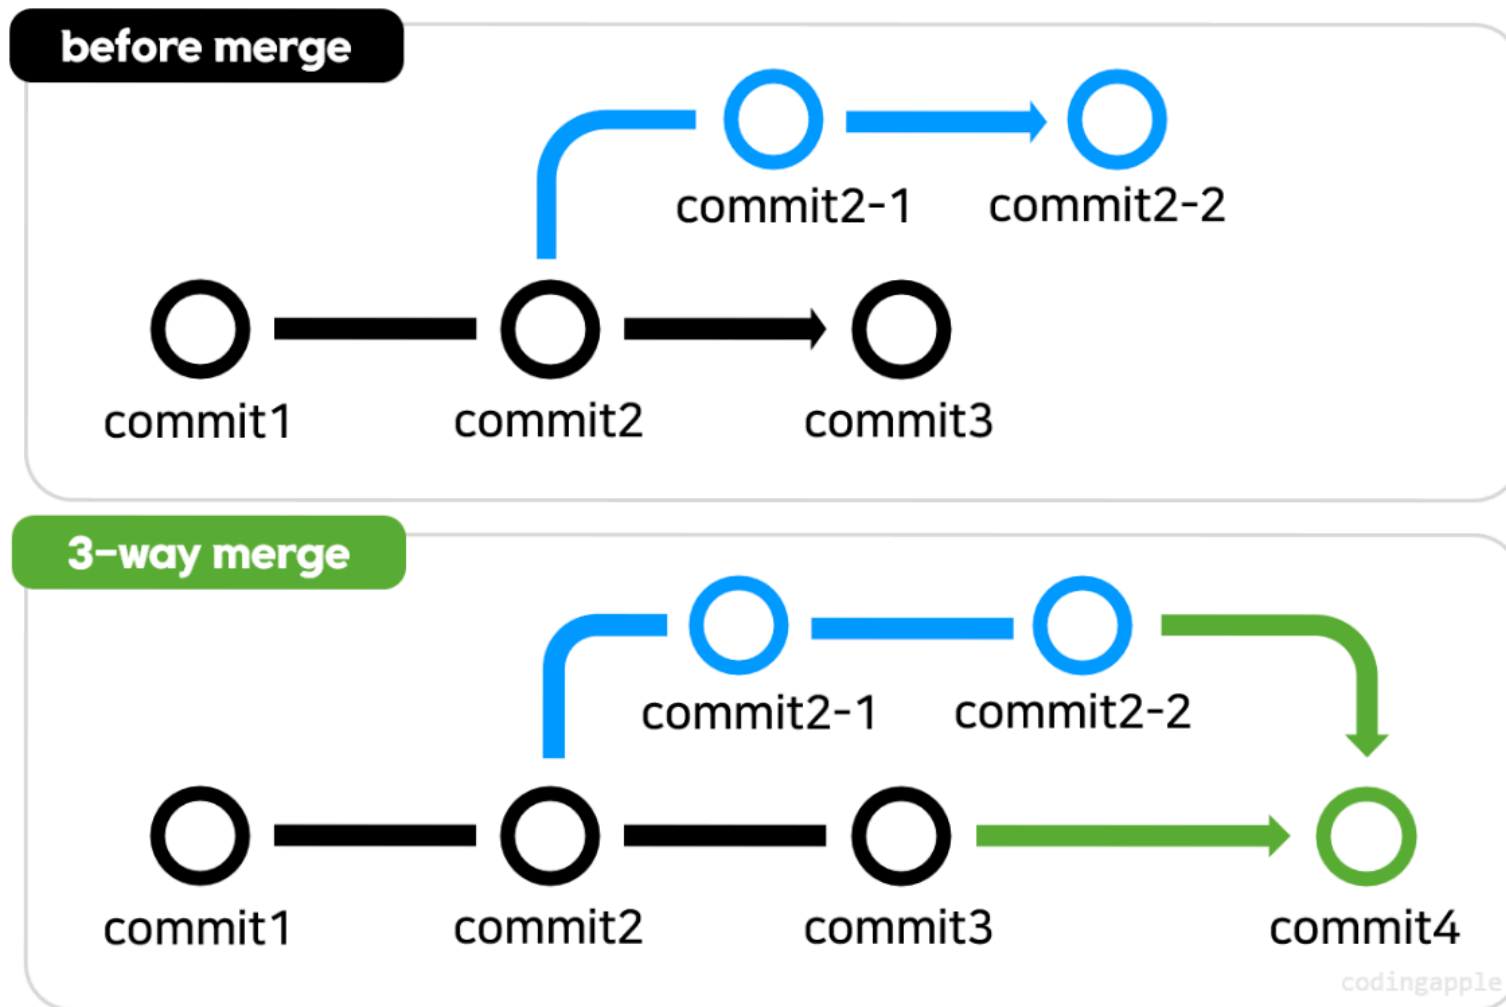 before merge
commit2-1
commit2-2
commit1
commit2
commit3
3-way merge
commit2-1
commit2-2
commit1
commit2
commit3
commit4
codingapple